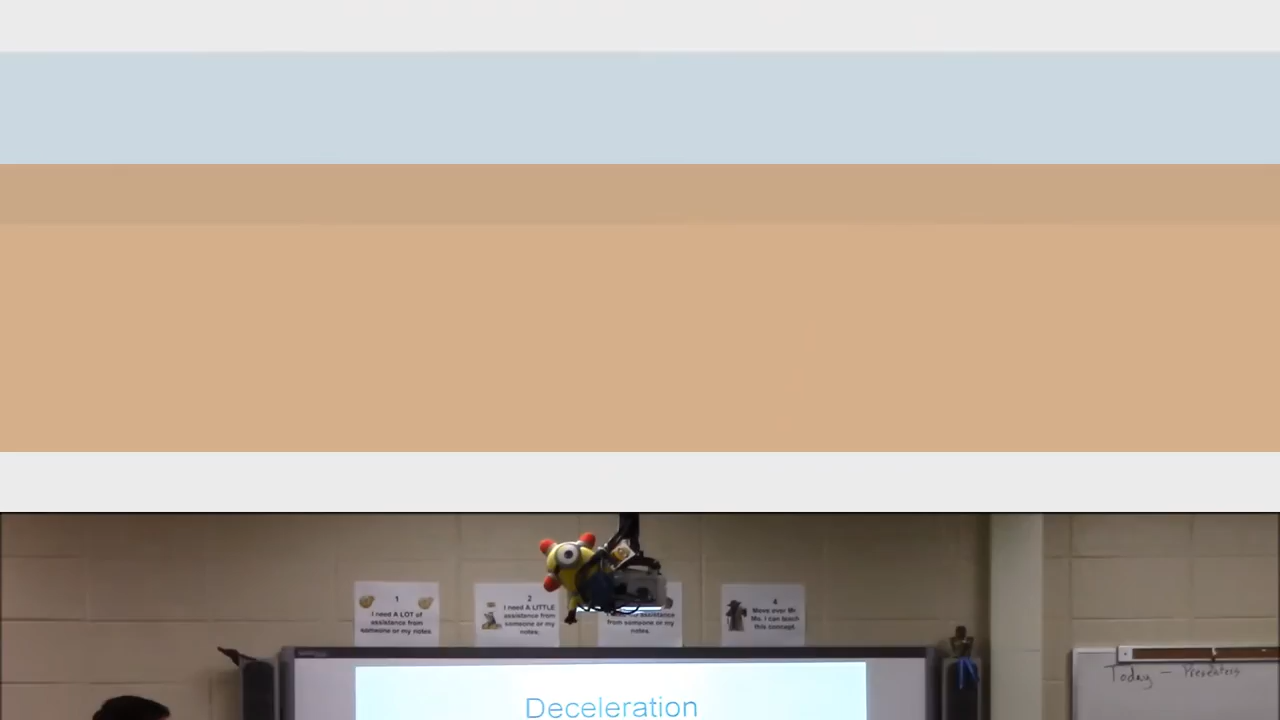 1
I need A LOT of
assistance from
someone or my notes
2
I need A LITTLE
assistance from
someone or my
notes.
assistance
from someone or my
notes.
4
Move over Mr.
Ms. I can teach
this concept.
Today - Presenters
Deceleration